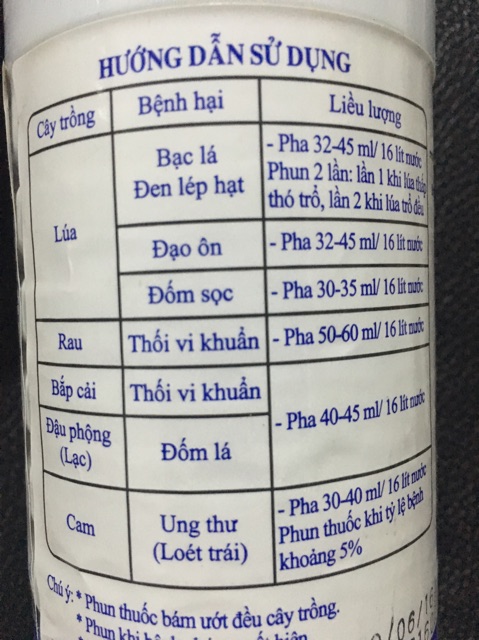 HƯỚNG DẪN SỬ DỤNG
Cây trồng Bệnh hại Liều lượng
Lúa
Bạc lá
Đen lép hạt
- Pha 32-45 ml/ 16 lít nước
Phun 2 lần: lần 1 khi lúa thấp
thó trổ, lần 2 khi lúa trổ đều
Đạo ôn - Pha 32-45 ml/ 16 lít nước
Đốm sọc - Pha 30-35 ml/ 16 lít nước
Rau Thối vi khuẩn - Pha 50-60 ml/ 16 lít nước
Bắp cải Thối vi khuẩn
- Pha 40-45 ml/ 16 lít nước
Đậu phộng
(Lạc)
Đốm lá
Cam
Ung thư
(Loét trái)
- Pha 30-40 ml/ 16 lít nước
Phun thuốc khi tỷ lệ bệnh
khoảng 5%
Chú ý: * Phun thuốc bám ướt đều cây trồng.
* Phun khi
/06/16